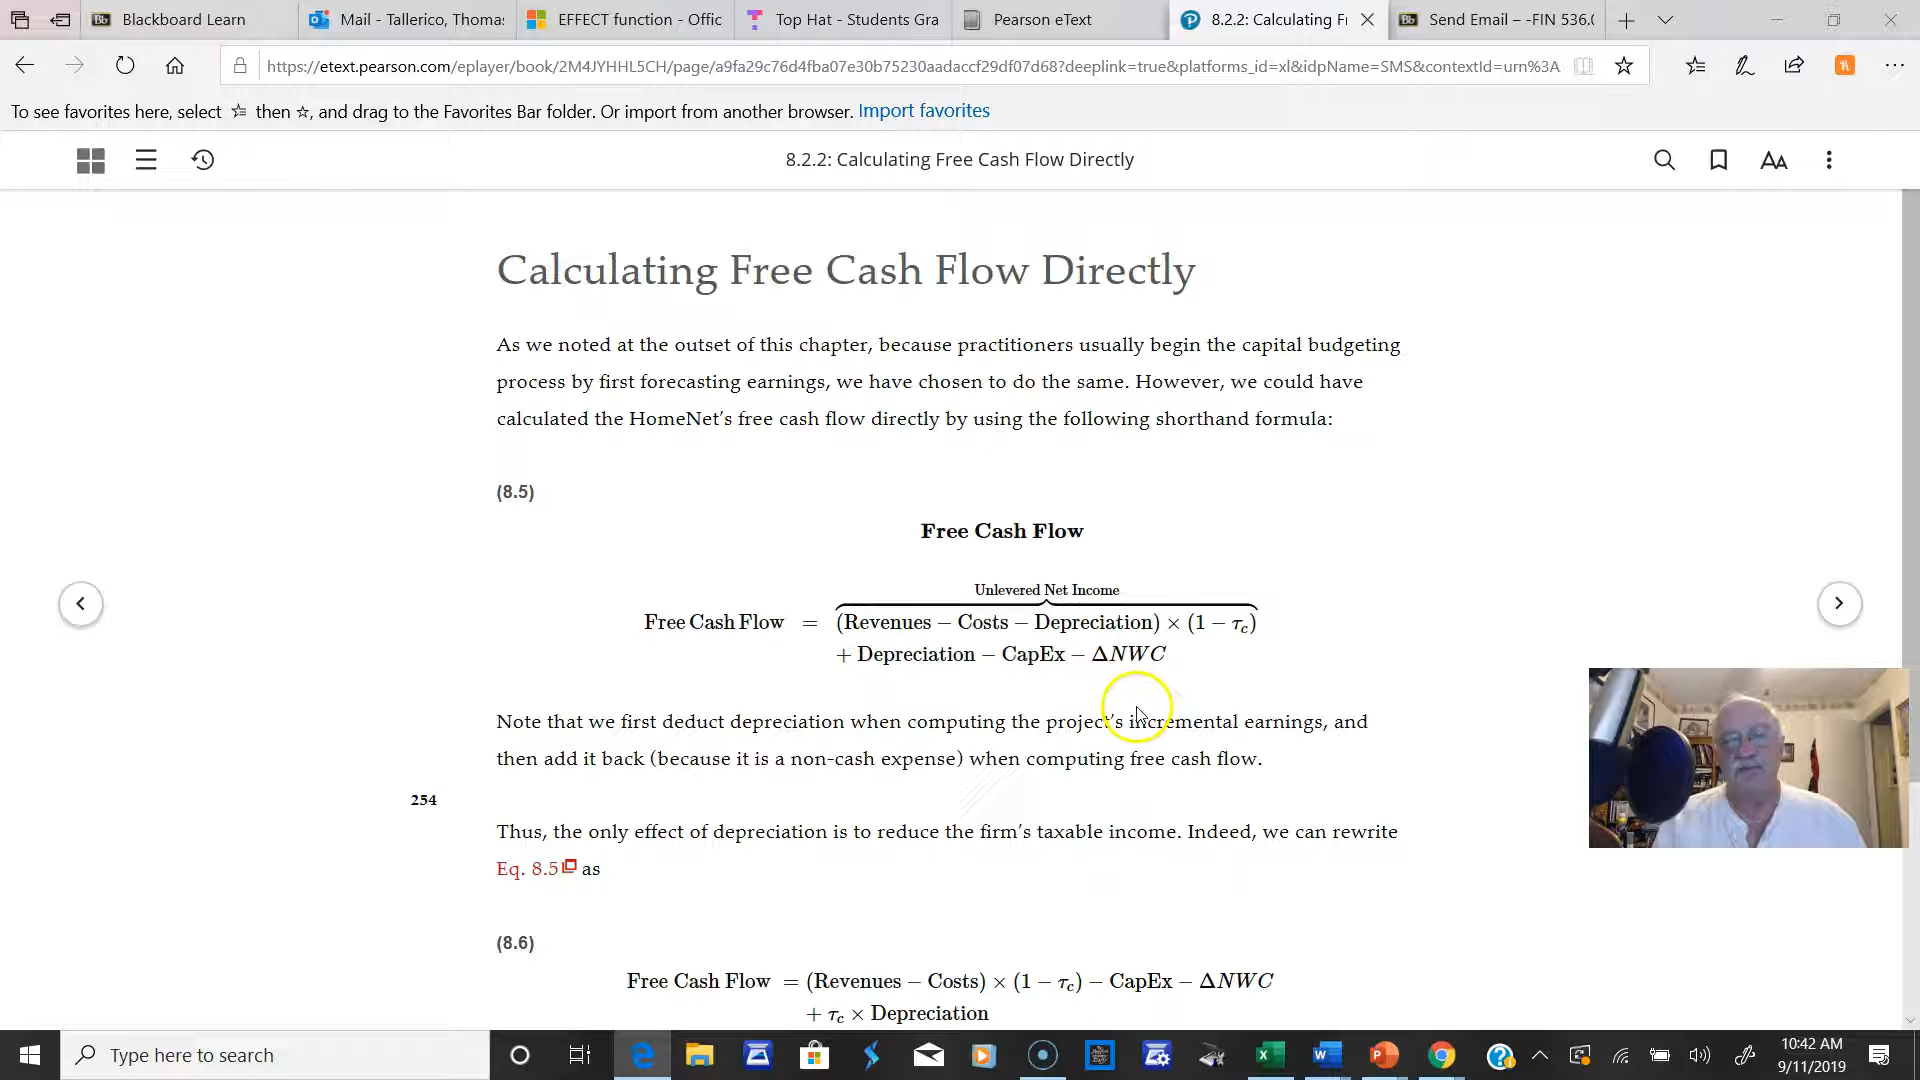 Blackboard Learn
Mail - Tallerico, Thomas
EFFECT function - Offic
Top Hat - Students Gra
Pearson eText
8.2.2: Calculating Fr
Send Email – -FIN 536.0
https://etext.pearson.com/eplayer/book/2M4JYHHL5CH/page/a9fa29c76d4fba07e30b75230aadaccf29df07d68?deeplink=true&platforms_id=xl&idpName=SMS&contextId=urn%3A
To see favorites here, select ☆ then ☆, and drag to the Favorites Bar folder. Or import from another browser. Import favorites
8.2.2: Calculating Free Cash Flow Directly
AA
Calculating Free Cash Flow Directly
As we noted at the outset of this chapter, because practitioners usually begin the capital budgeting
process by first forecasting earnings, we have chosen to do the same. However, we could have
calculated the HomeNet's free cash flow directly by using the following shorthand formula:
(8.5)
Free Cash Flow
Unlevered Net Income
Free Cash Flow = (Revenues − Costs − Depreciation) × (1 − τc)
+ Depreciation − CapEx − ΔNWC
Note that we first deduct depreciation when computing the project's incremental earnings, and
then add it back (because it is a non-cash expense) when computing free cash flow.
254
Thus, the only effect of depreciation is to reduce the firm's taxable income. Indeed, we can rewrite
Eq. 8.5 as
(8.6)
Free Cash Flow = (Revenues − Costs) × (1 − τc) − CapEx − ΔNWC
+ τc × Depreciation
Type here to search
10:42 AM
9/11/2019